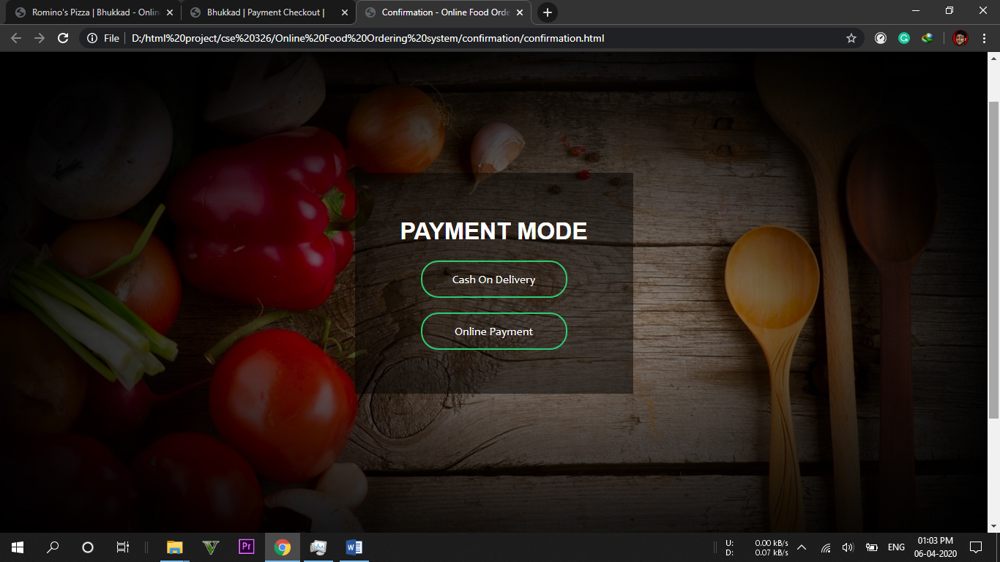 Romino's Pizza | Bhukkad - Onlin
Bhukkad | Payment Checkout |
Confirmation - Online Food Orde
File
D:/html%20project/cse%20326/Online%20Food%20Ordering%20system/confirmation/confirmation.html
PAYMENT MODE
Cash On Delivery
Online Payment
Pr
U: 0.00 kB/s
D: 0.07 kB/s
ENG
01:03 PM
06-04-2020